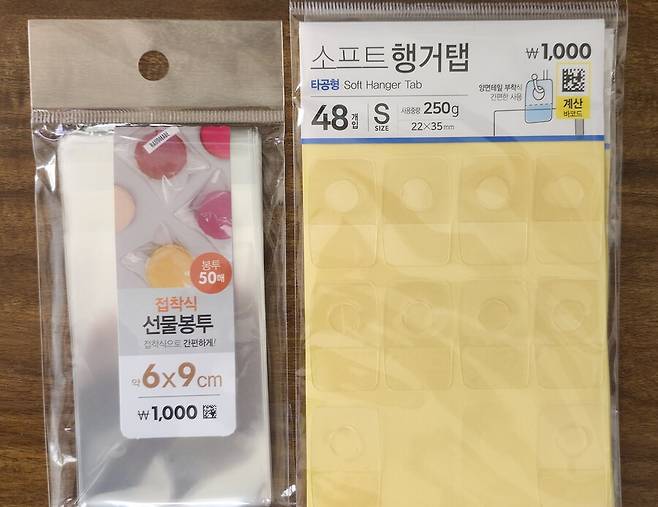 봉투
50매
접착식
선물봉투
접착식으로 간편하게!
약 6x9cm
₩1,000
소프트 행거탭
₩1,000
타공형 Soft Hanger Tab
48개입
S
SIZE
사용중량 250g
22×35mm
양면테입 부착식
간편한 사용
계산
바코드